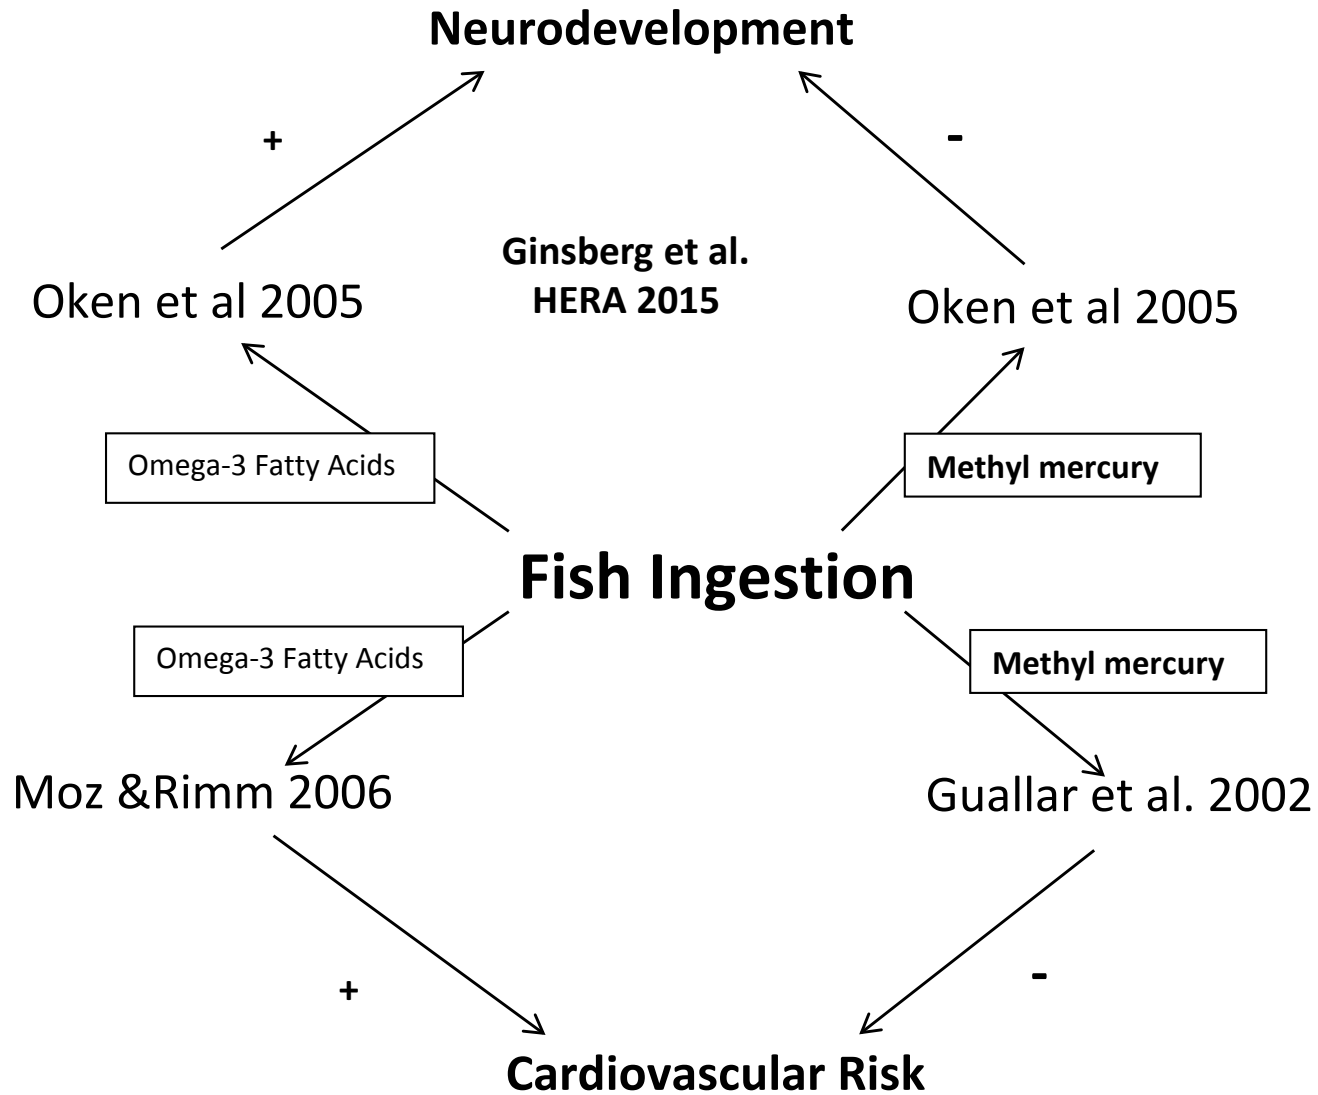 Neurodevelopment
+
-
Ginsberg et al.
HERA 2015
Oken et al 2005
Oken et al 2005
Omega-3 Fatty Acids
Methyl mercury
Fish Ingestion
Omega-3 Fatty Acids
Methyl mercury
Moz &Rimm 2006
Guallar et al. 2002
+
-
Cardiovascular Risk